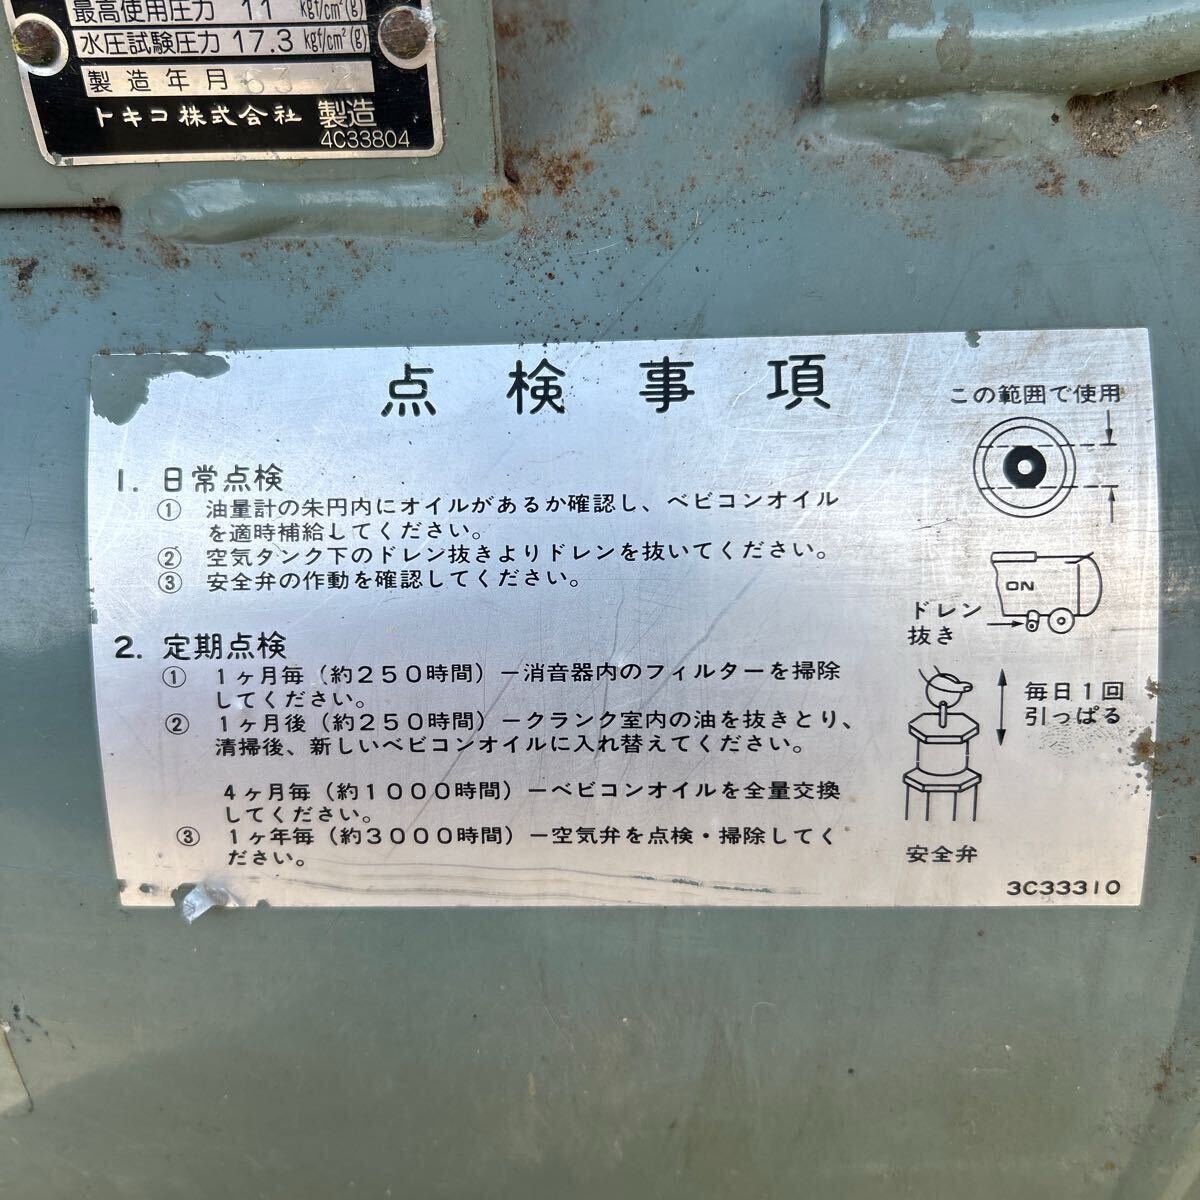 最高使用圧力 11 kgf/cm²(g)
水圧試験圧力 17.3 kgf/cm²(g)
製造年月 63-2
トキコ株式会社 製造
4C33804
点検事項
この範囲で使用
1. 日常点検
① 油量計の朱円内にオイルがあるか確認し、ベビコンオイル
を適時補給してください。
② 空気タンク下のドレン抜きよりドレンを抜いてください。
③ 安全弁の作動を確認してください。
ON
ドレン
抜き
2. 定期点検
① 1ヶ月毎(約250時間)ー消音器内のフィルターを掃除
してください。
② 1ヶ月後(約250時間)ークランク室内の油を抜きとり、
清掃後、新しいベビコンオイルに入れ替えてください。
4ヶ月毎(約1000時間)ーベビコンオイルを全量交換
してください。
③ 1ヶ年毎(約3000時間)ー空気弁を点検・掃除してく
ださい。
毎日1回
引っぱる
安全弁
3C33310